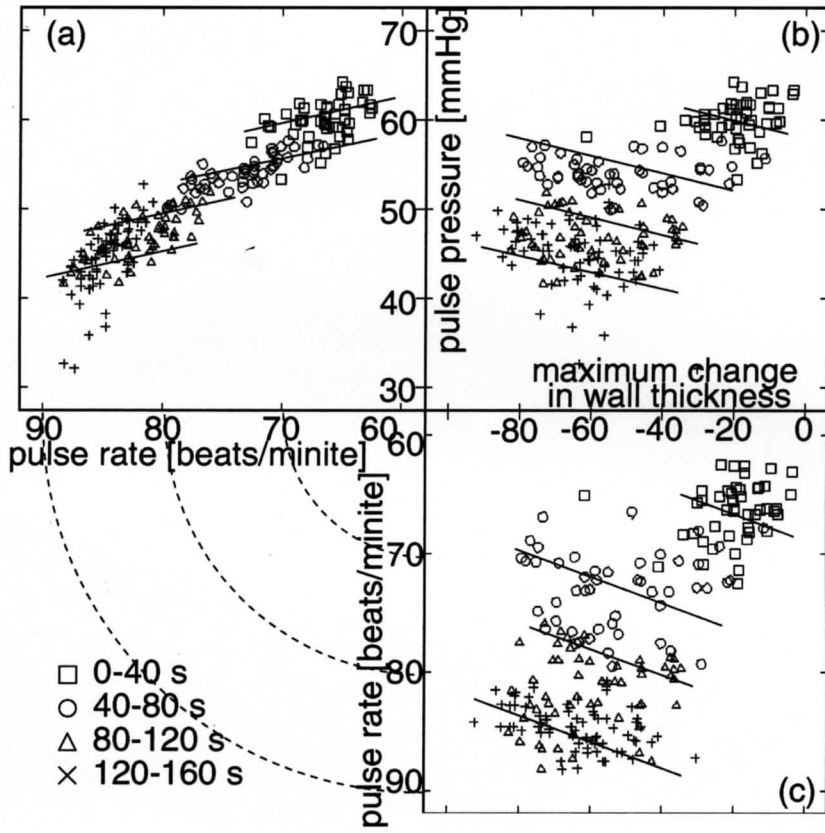 (a)
(b)
70
60
50
40
30
pulse pressure [mmHg]
maximum change
in wall thickness
90
80
70
60
pulse rate [beats/minite]
-80
-60
-40
-20
0
60
70
80
90
pulse rate [beats/minite]
0-40 s
40-80 s
80-120 s
120-160 s
(c)